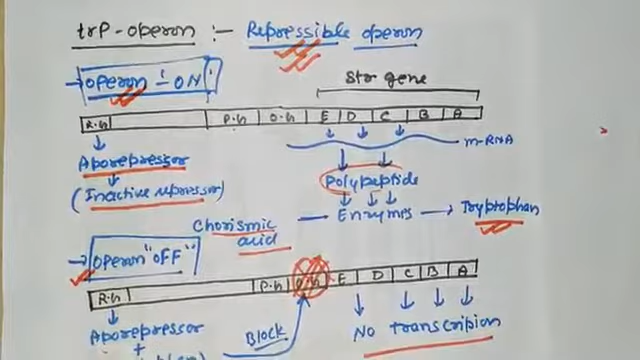 trP-operon :- Repressible operon
→ operon 'ON'
Str gene
R.G P.G O.G E D C B A
m-RNA
Aporepressor
(Inactive repressor)
Polypeptide
Chorismic acid → Enzymes → Tryptophan
→ operon "OFF"
R.G P.G E D C B A
Aporepressor
+
Block
No transcribion